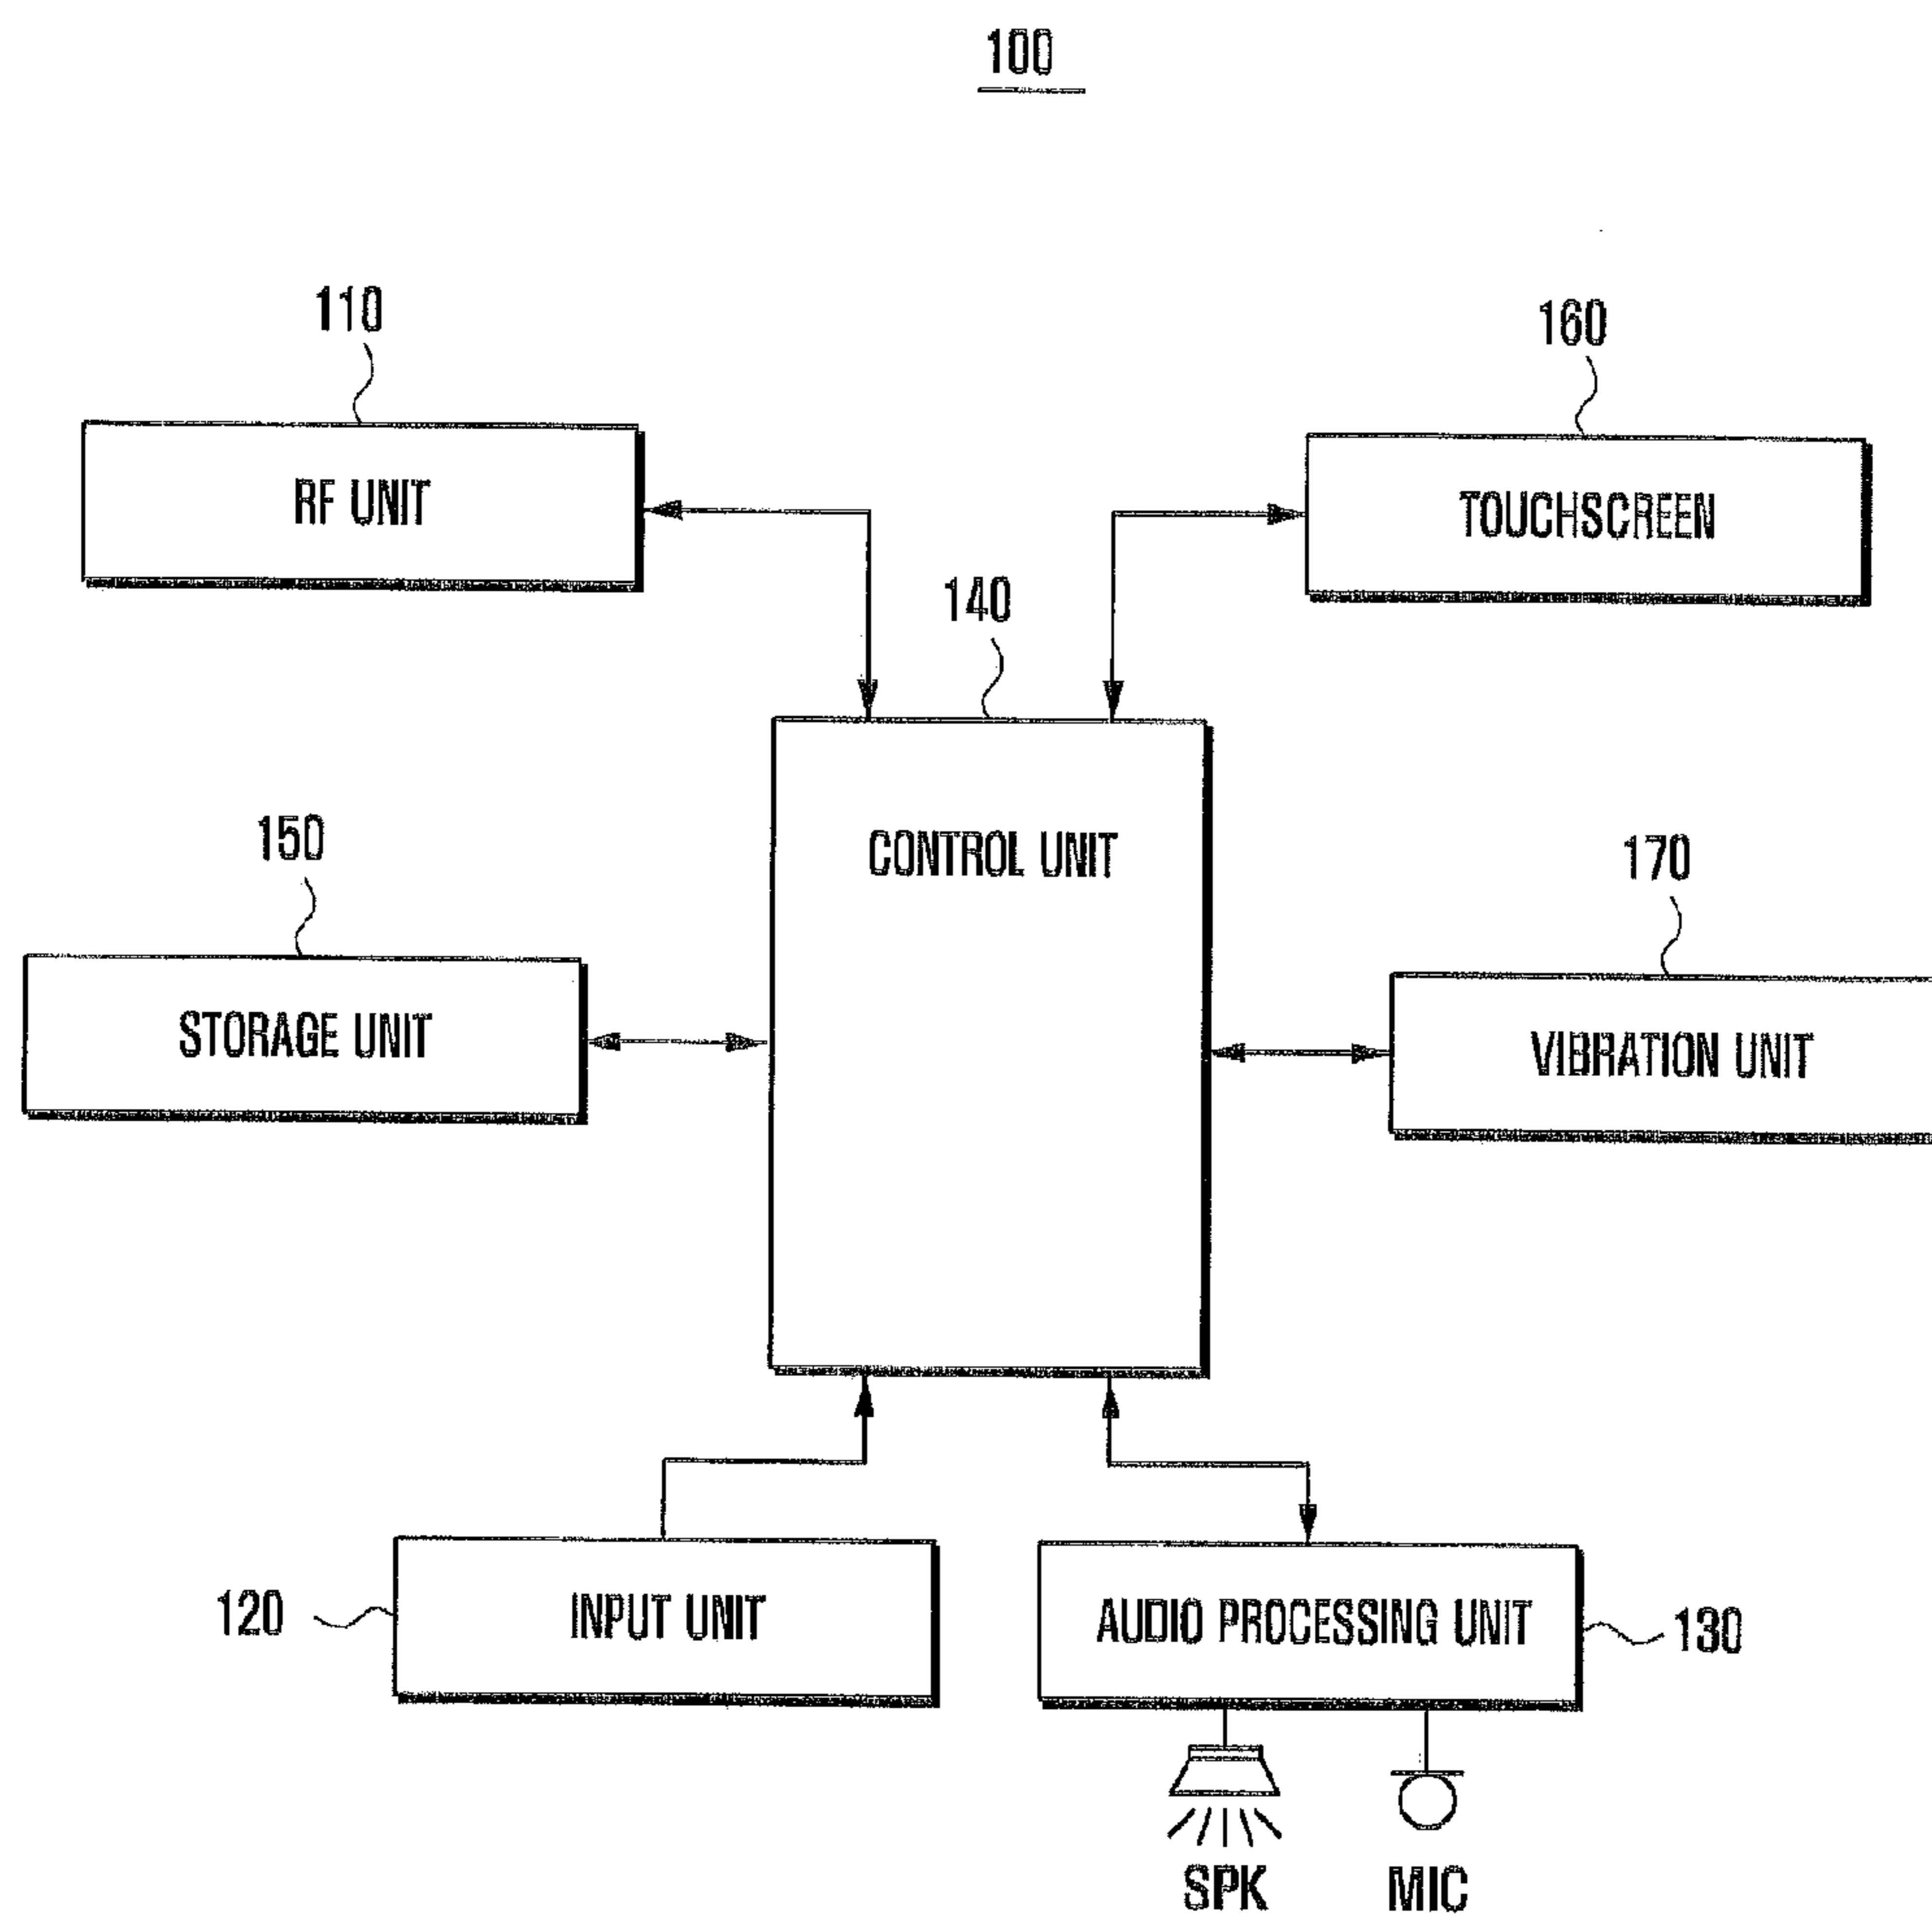 100
110
160
RF UNIT
TOUCHSCREEN
140
150
CONTROL UNIT
170
STORAGE UNIT
VIBRATION UNIT
120
INPUT UNIT
AUDIO PROCESSING UNIT
130
SPK
MIC